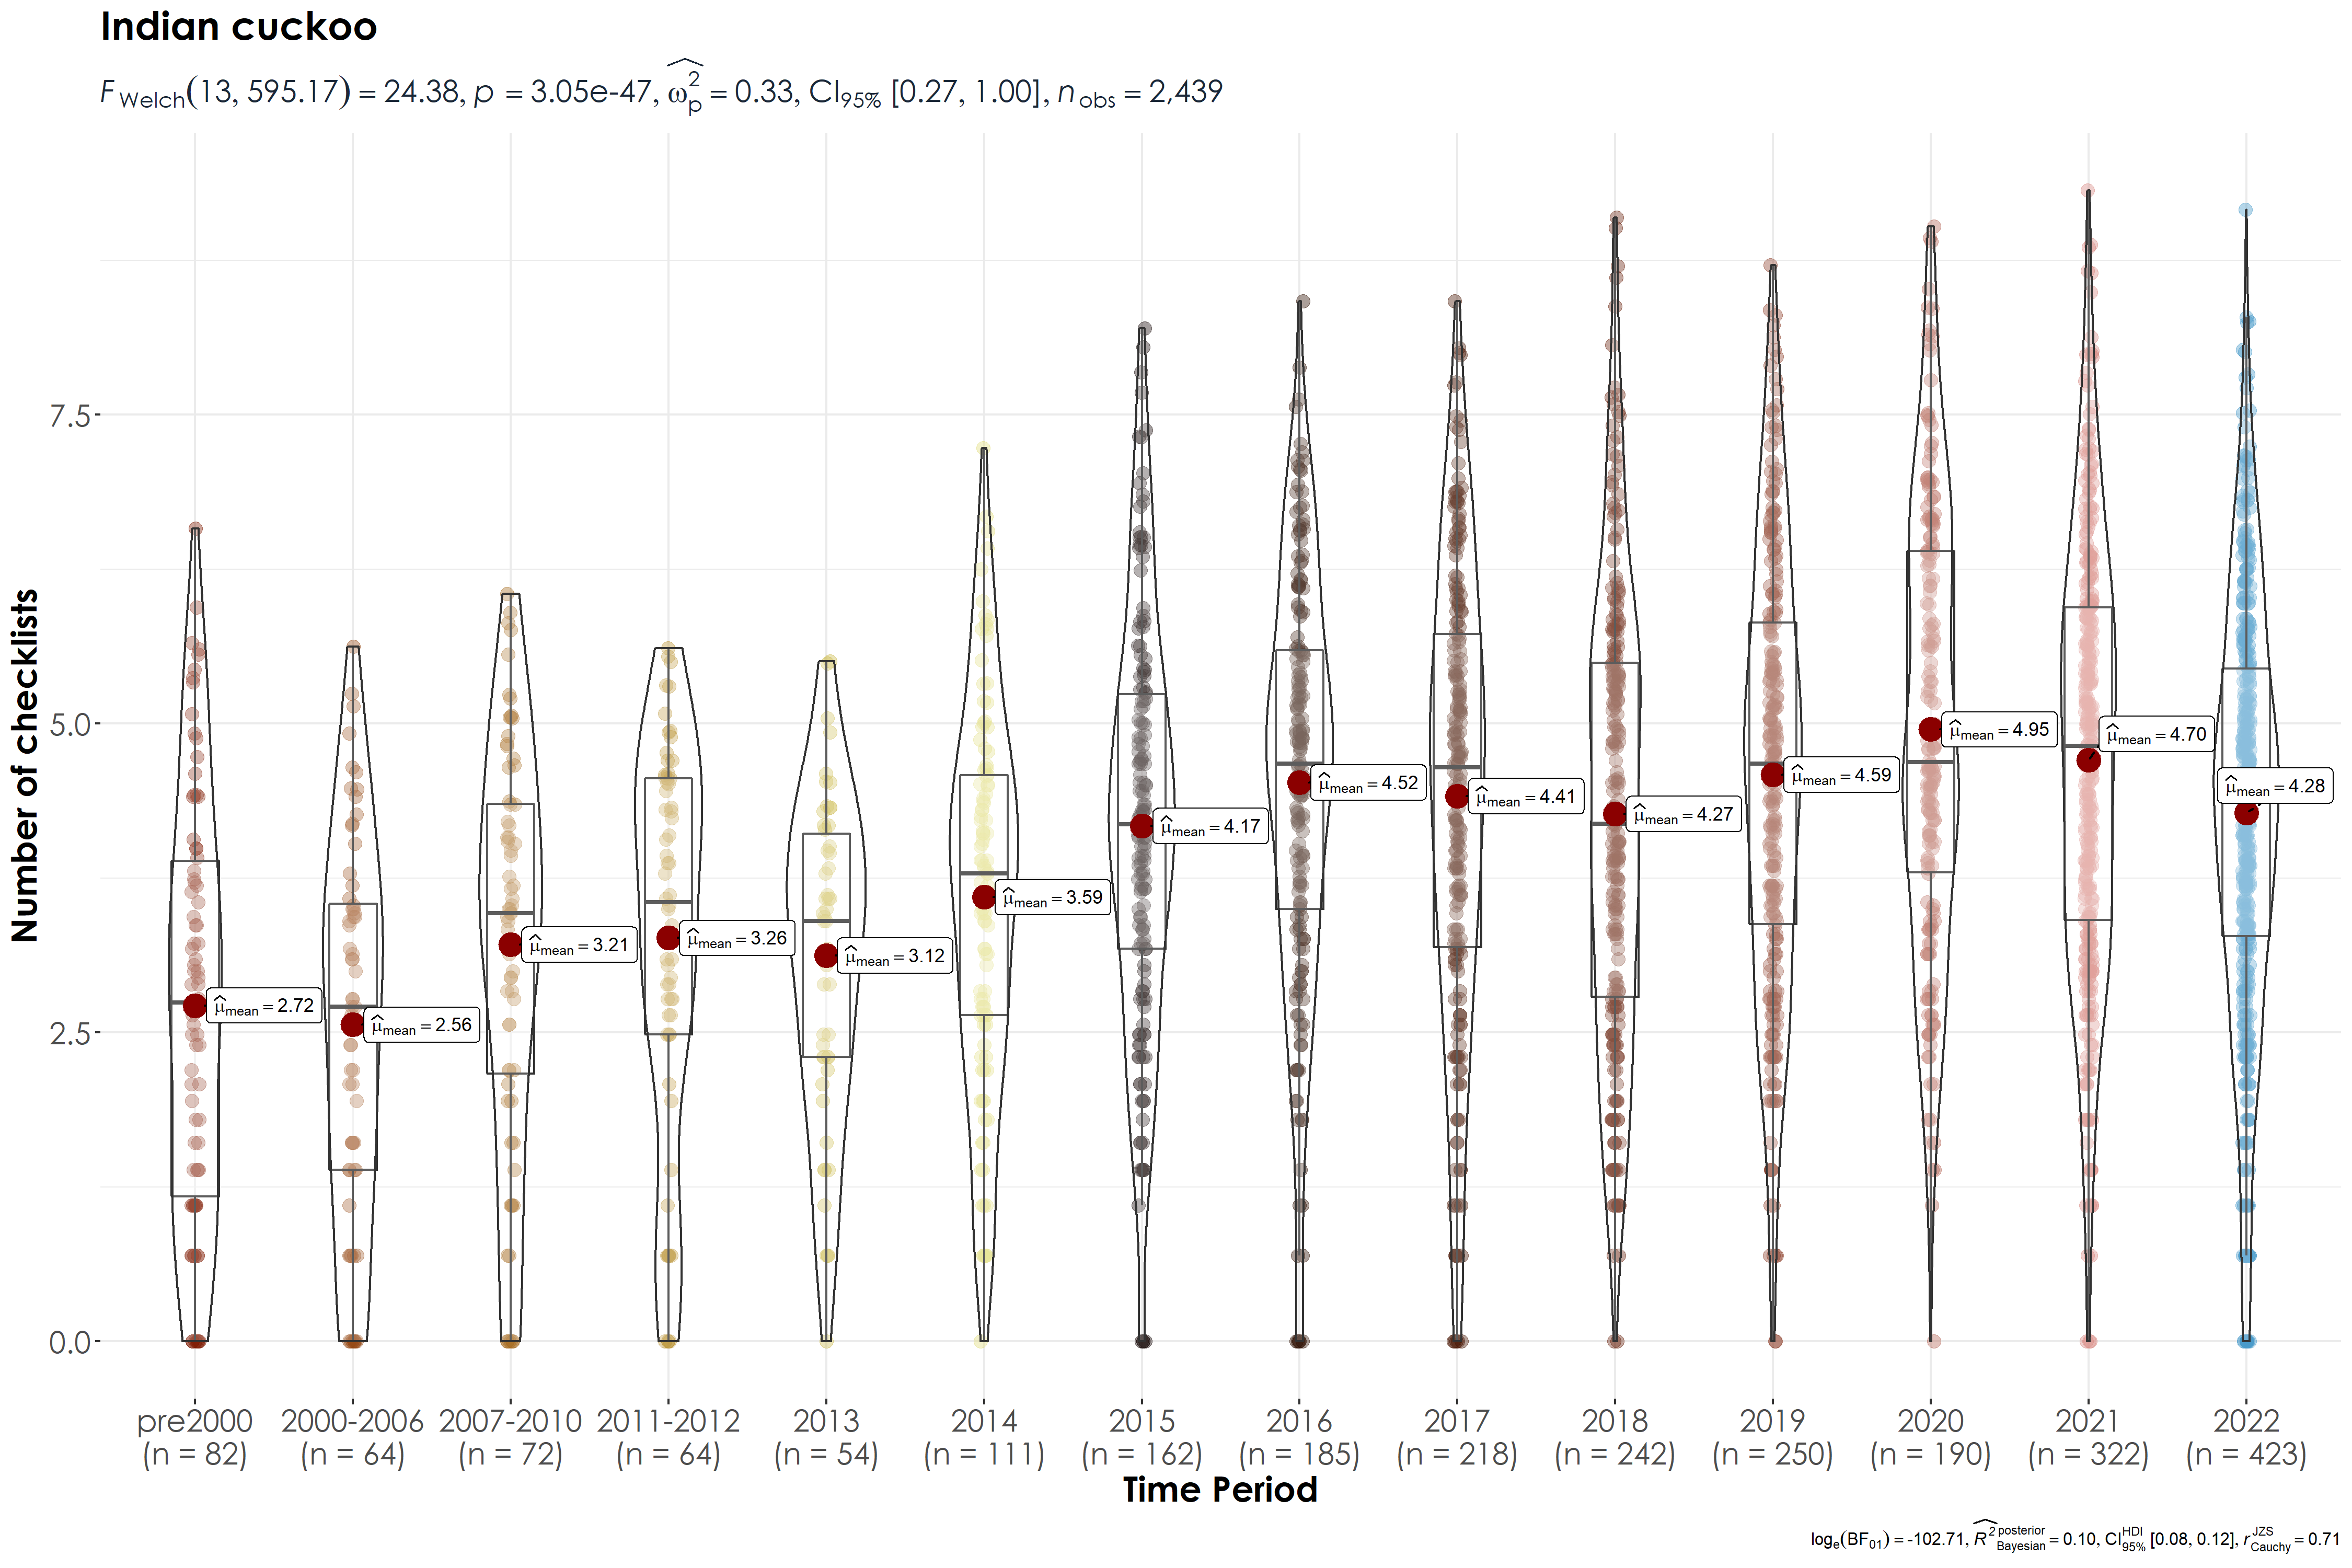 Indian cuckoo
F Welch(13, 595.17) = 24.38, p = 3.05e-47, ω̂²p = 0.33, CI95% [0.27, 1.00], n obs = 2,439
Number of checklists
7.5
5.0
2.5
0.0
μ̂mean = 2.72
μ̂mean = 2.56
μ̂mean = 3.21
μ̂mean = 3.26
μ̂mean = 3.12
μ̂mean = 3.59
μ̂mean = 4.17
μ̂mean = 4.52
μ̂mean = 4.41
μ̂mean = 4.27
μ̂mean = 4.59
μ̂mean = 4.95
μ̂mean = 4.70
μ̂mean = 4.28
pre2000 2000-2006 2007-2010 2011-2012 2013 2014 2015 2016 2017 2018 2019 2020 2021 2022
(n = 82) (n = 64) (n = 72) (n = 64) (n = 54) (n = 111) (n = 162) (n = 185) (n = 218) (n = 242) (n = 250) (n = 190) (n = 322) (n = 423)
Time Period
loge(BF01) = -102.71, R̂² posterior Bayesian = 0.10, CI HDI 95% [0.08, 0.12], r JZS Cauchy = 0.71